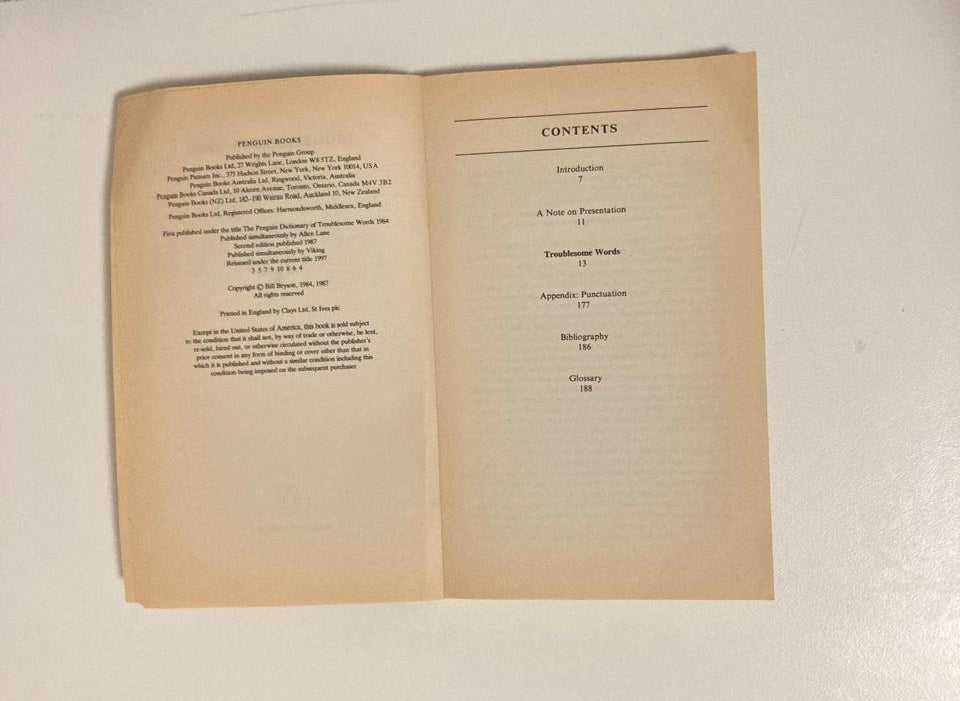 PENGUIN BOOKS
Published by the Penguin Group
Penguin Books Ltd, 27 Wrights Lane, London W8 5TZ, England
Penguin Putnam Inc., 375 Hudson Street, New York, New York 10014, USA
Penguin Books Australia Ltd, Ringwood, Victoria, Australia
Penguin Books Canada Ltd, 10 Alcorn Avenue, Toronto, Ontario, Canada M4V 3B2
Penguin Books (NZ) Ltd, 182–190 Wairau Road, Auckland 10, New Zealand
Penguin Books Ltd, Registered Offices: Harmondsworth, Middlesex, England
First published under the title The Penguin Dictionary of Troublesome Words 1984
Published simultaneously by Allen Lane
Second edition published 1987
Published simultaneously by Viking
Reissued under the current title 1997
3 5 7 9 10 8 6 4
Copyright © Bill Bryson, 1984, 1987
All rights reserved
Printed in England by Clays Ltd, St Ives plc
Except in the United States of America, this book is sold subject
to the condition that it shall not, by way of trade or otherwise, be lent,
re-sold, hired out, or otherwise circulated without the publisher's
prior consent in any form of binding or cover other than that in
which it is published and without a similar condition including this
condition being imposed on the subsequent purchaser
CONTENTS
Introduction
7
A Note on Presentation
11
Troublesome Words
13
Appendix: Punctuation
177
Bibliography
186
Glossary
188